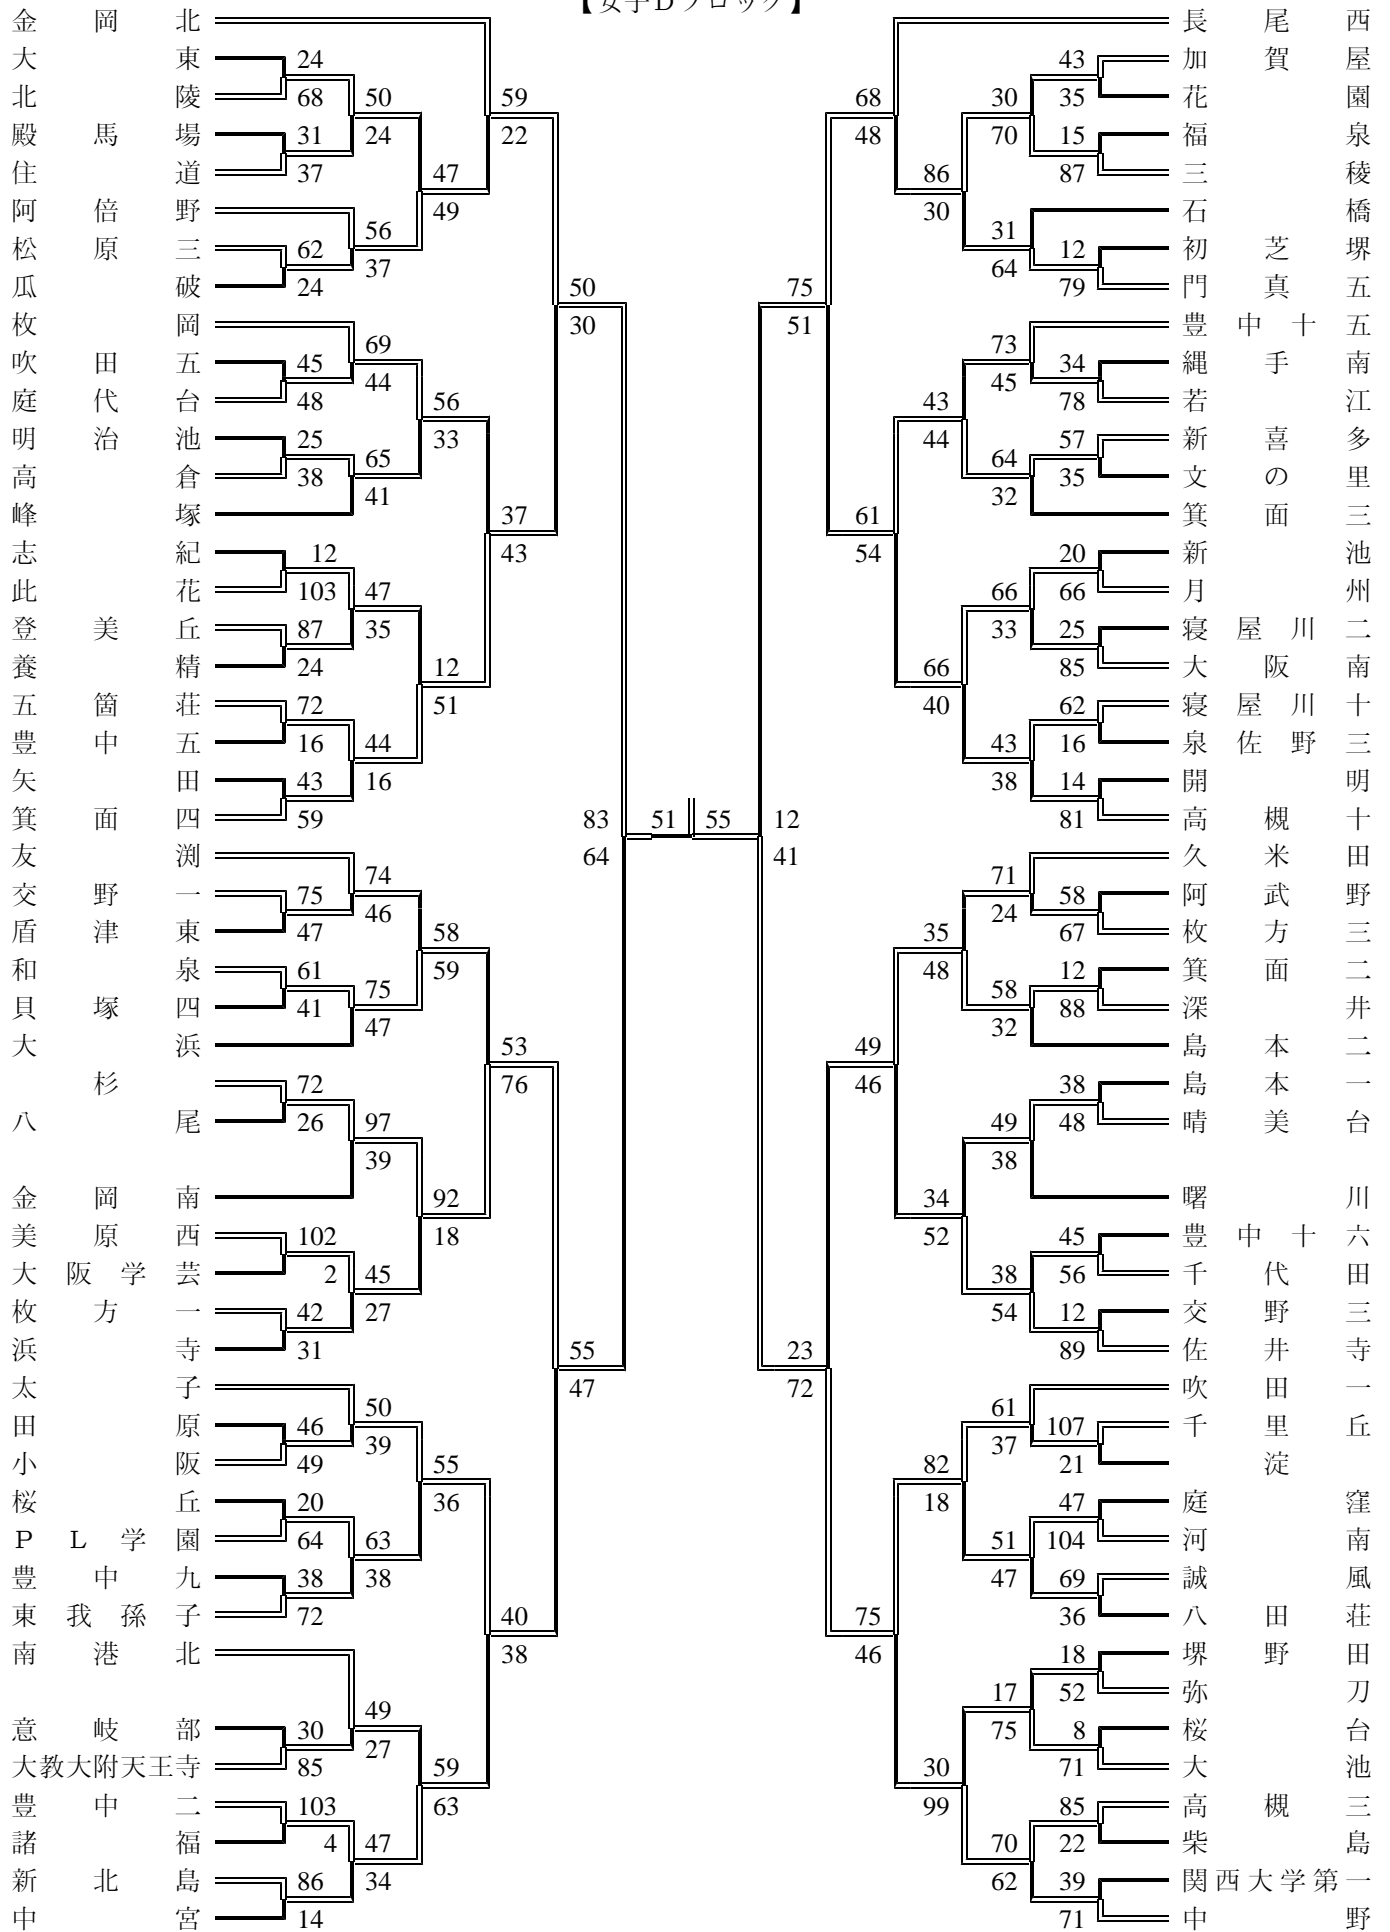 【女子Dブロック】
金岡北
大東 24
北陵 68 50
殿馬場 31 24
住道 37
47 59
49 22
阿倍野
松原三 62 56
瓜破 24 37
50
30
枚岡
吹田五 45 69
庭代台 48 44
明治池 25
高倉 38 65
峰塚 41
56
33
37
43
志紀 12
此花 103 47
登美丘 87 35
養精 24
12
51
五箇荘 72
豊中五 16 44
矢田 43 16
箕面四 59
83
64
友渕
交野一 75 74
盾津東 47 46
和泉 61
貝塚四 41 75
大浜 47
58
59
53
76
杉 72
八尾 26 97
39
金岡南
92
18
美原西 102
大阪学芸 2 45
枚方一 42 27
浜寺 31
55
47
太子
田原 46 50
小阪 49 39
桜丘 20
PL学園 64 63
豊中九 38 38
東我孫子 72
55
36
40
38
南港北
49
意岐部 30 27
大教大附天王寺 85
59
63
豊中二 103
諸福 4 47
新北島 86 34
中宮 14
51 55
長尾西
43 加賀屋
30 35 花園
70 15 福泉
87 三稜
68
48
86
30
石橋
31 12 初芝堺
64 79 門真五
75
51
豊中十五
73 34 縄手南
45 78 若江
57 新喜多
64 35 文の里
32 箕面三
43
44
61
54
20 新池
66 66 月州
33 25 寝屋川二
85 大阪南
66
40
62 寝屋川十
43 16 泉佐野三
38 14 開明
81 高槻十
12
41
久米田
71 58 阿武野
24 67 枚方三
12 箕面二
58 88 深井
32 島本二
35
48
49
46
38 島本一
49 48 晴美台
38
曙川
34
52
45 豊中十六
38 56 千代田
54 12 交野三
89 佐井寺
23
72
吹田一
61 107 千里丘
37 21 淀
47 庭窪
51 104 河南
47 69 誠風
36 八田荘
82
18
75
46
18 堺野田
17 52 弥刀
75 8 桜台
71 大池
30
99
85 高槻三
70 22 柴島
62 39 関西大学第一
71 中野